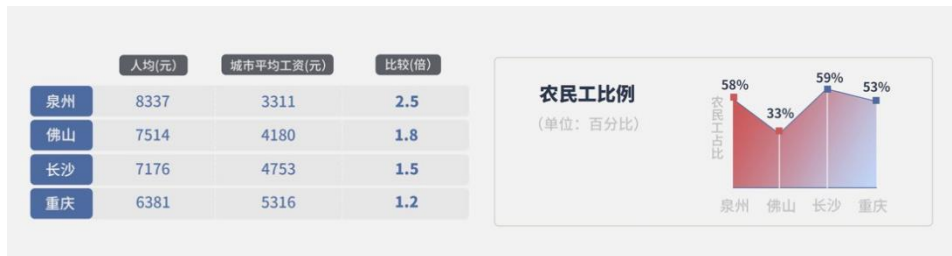 人均(元) 城市平均工资(元) 比较(倍)
泉州 8337 3311 2.5
佛山 7514 4180 1.8
长沙 7176 4753 1.5
重庆 6381 5316 1.2
农民工比例
(单位：百分比)
农民工占比
58% 33% 59% 53%
泉州 佛山 长沙 重庆